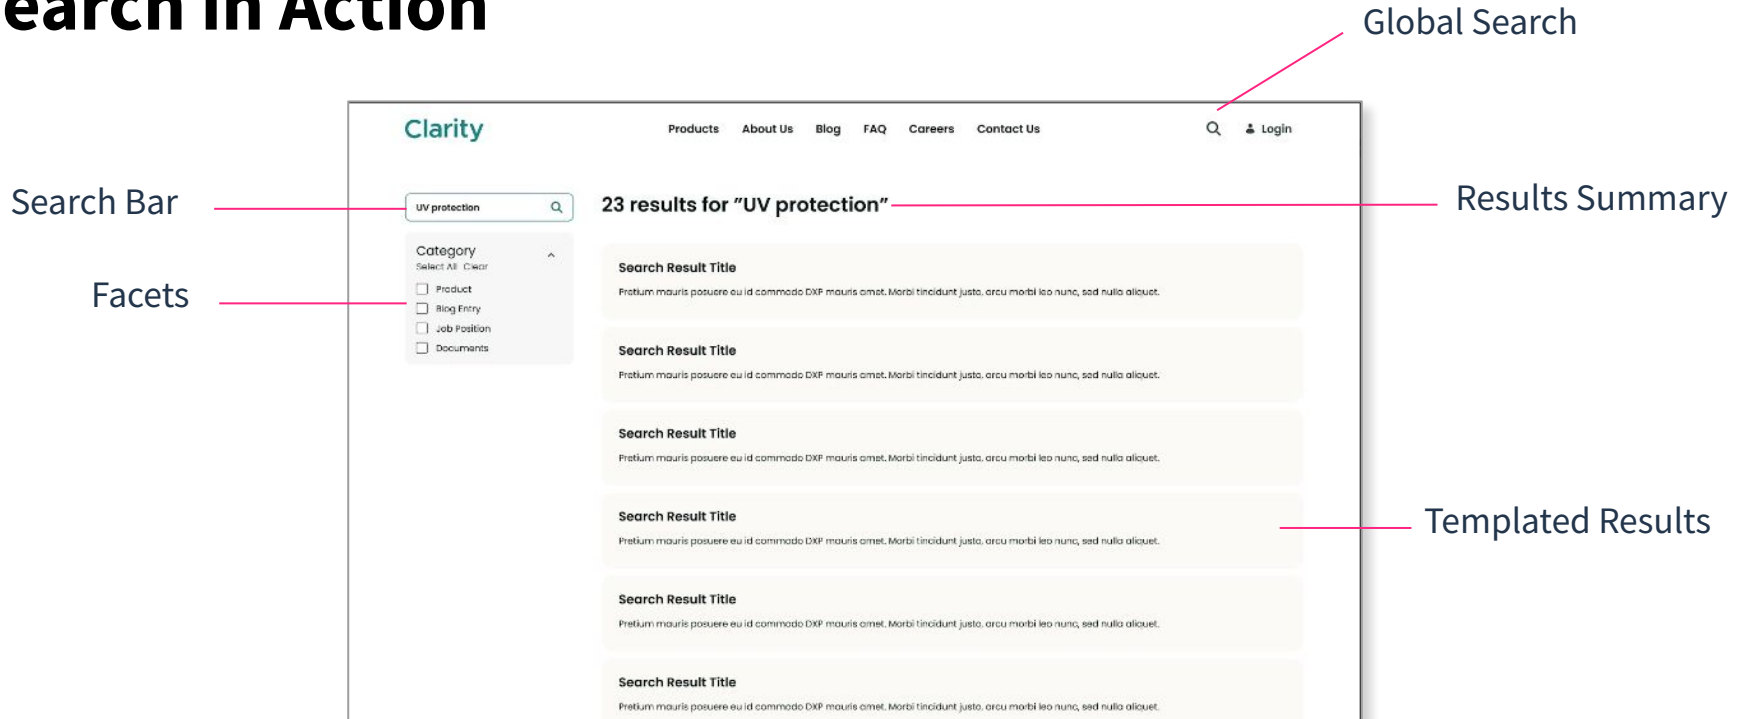 earch in Action
Global Search
Clarity
Products About Us Blog FAQ Careers Contact Us
Login
Search Bar
UV protection
23 results for "UV protection"
Results Summary
Category
Select All Clear
Facets
Product
Blog Entry
Job Position
Documents
Search Result Title
Pretium mauris posuere eu id commodo DXP mauris amet. Morbi tincidunt justo, arcu morbi leo nunc, sed nulla aliquet.
Search Result Title
Pretium mauris posuere eu id commodo DXP mauris amet. Morbi tincidunt justo, arcu morbi leo nunc, sed nulla aliquet.
Search Result Title
Pretium mauris posuere eu id commodo DXP mauris amet. Morbi tincidunt justo, arcu morbi leo nunc, sed nulla aliquet.
Search Result Title
Pretium mauris posuere eu id commodo DXP mauris amet. Morbi tincidunt justo, arcu morbi leo nunc, sed nulla aliquet.
Templated Results
Search Result Title
Pretium mauris posuere eu id commodo DXP mauris amet. Morbi tincidunt justo, arcu morbi leo nunc, sed nulla aliquet.
Search Result Title
Pretium mauris posuere eu id commodo DXP mauris amet. Morbi tincidunt justo, arcu morbi leo nunc, sed nulla aliquet.